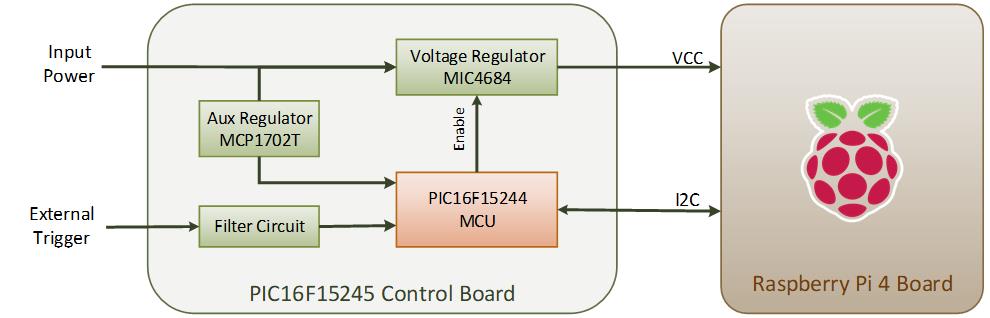 Input
Power
Voltage Regulator
MIC4684
VCC
Aux Regulator
MCP1702T
Enable
PIC16F15244
MCU
I2C
External
Trigger
Filter Circuit
PIC16F15245 Control Board
Raspberry Pi 4 Board